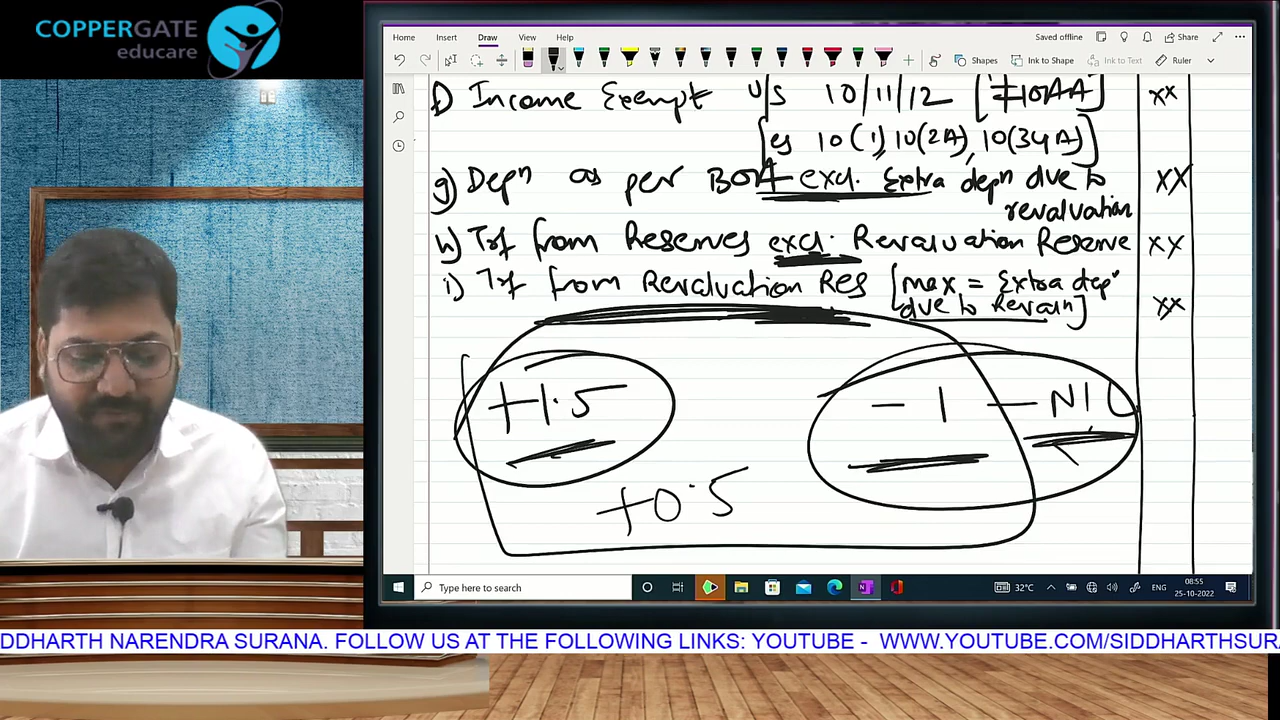 COPPERGATE
educare
Home Insert Draw View Help
Saved offline
Share
Shapes
Ink to Shape
Ink to Text
Ruler
f) Income Exempt u/s 10/11/12 [≠10AA] xx
[eg 10(1), 10(2A), 10(34A)]
g) Depn as per BOA excl. extra depn due to revaluation xx
h) Trf from Reserves excl. Revaluation Reserve xx
i) Trf from Revaluation Res [max = Extra depn due to Revaln] xx
+1.5
- 1 - NIL
+0.5
Type here to search
32°C
ENG
08:55
25-10-2022
DDHARTH NARENDRA SURANA. FOLLOW US AT THE FOLLOWING LINKS: YOUTUBE - WWW.YOUTUBE.COM/SIDDHARTHSURA